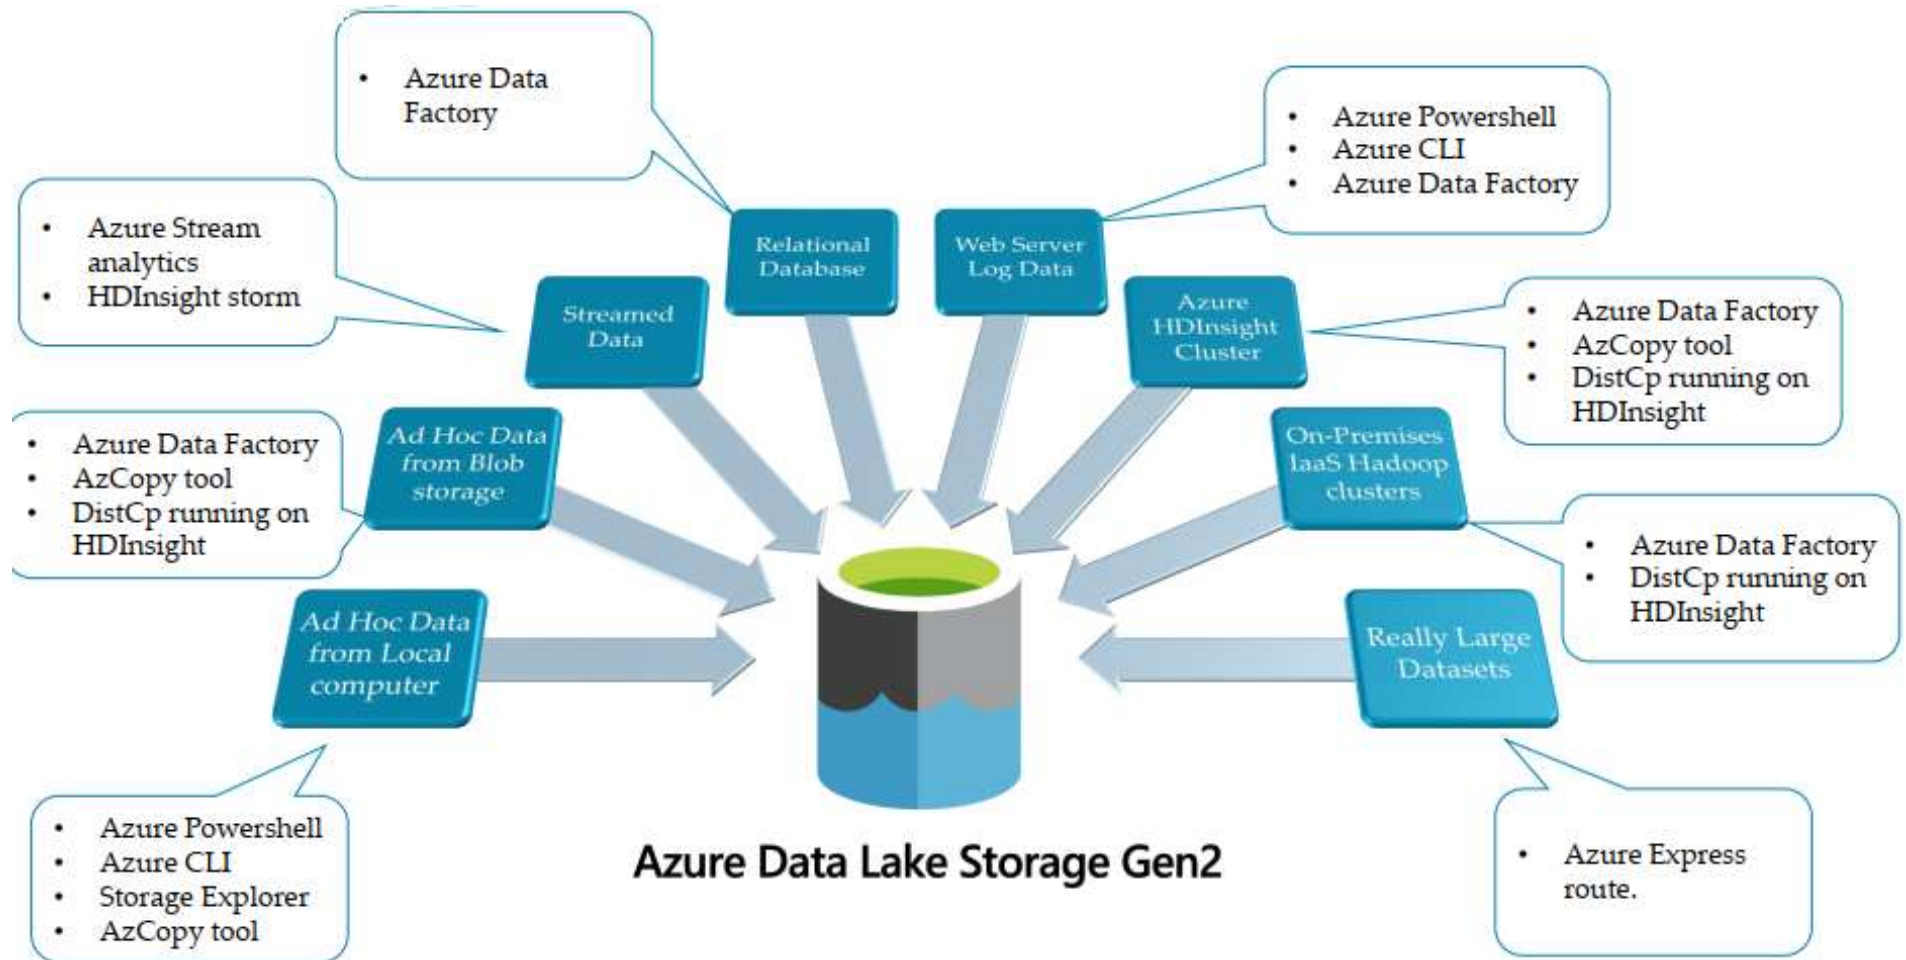 • Azure Data
Factory
• Azure Powershell
• Azure CLI
• Azure Data Factory
• Azure Stream
analytics
• HDInsight storm
Relational
Database
Web Server
Log Data
Streamed
Data
Azure
HDInsight
Cluster
• Azure Data Factory
• AzCopy tool
• DistCp running on
HDInsight
• Azure Data Factory
• AzCopy tool
• DistCp running on
HDInsight
Ad Hoc Data
from Blob
storage
On-Premises
IaaS Hadoop
clusters
• Azure Data Factory
• DistCp running on
HDInsight
Ad Hoc Data
from Local
computer
Really Large
Datasets
• Azure Powershell
• Azure CLI
• Storage Explorer
• AzCopy tool
Azure Data Lake Storage Gen2
• Azure Express
route.